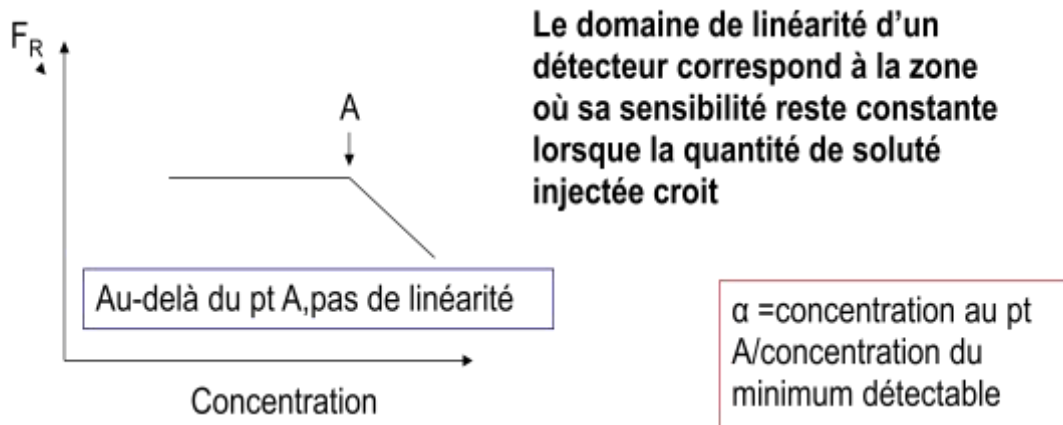 F_R
A
Au-delà du pt A,pas de linéarité
Concentration
Le domaine de linéarité d'un
détecteur correspond à la zone
où sa sensibilité reste constante
lorsque la quantité de soluté
injectée croit
α =concentration au pt
A/concentration du
minimum détectable